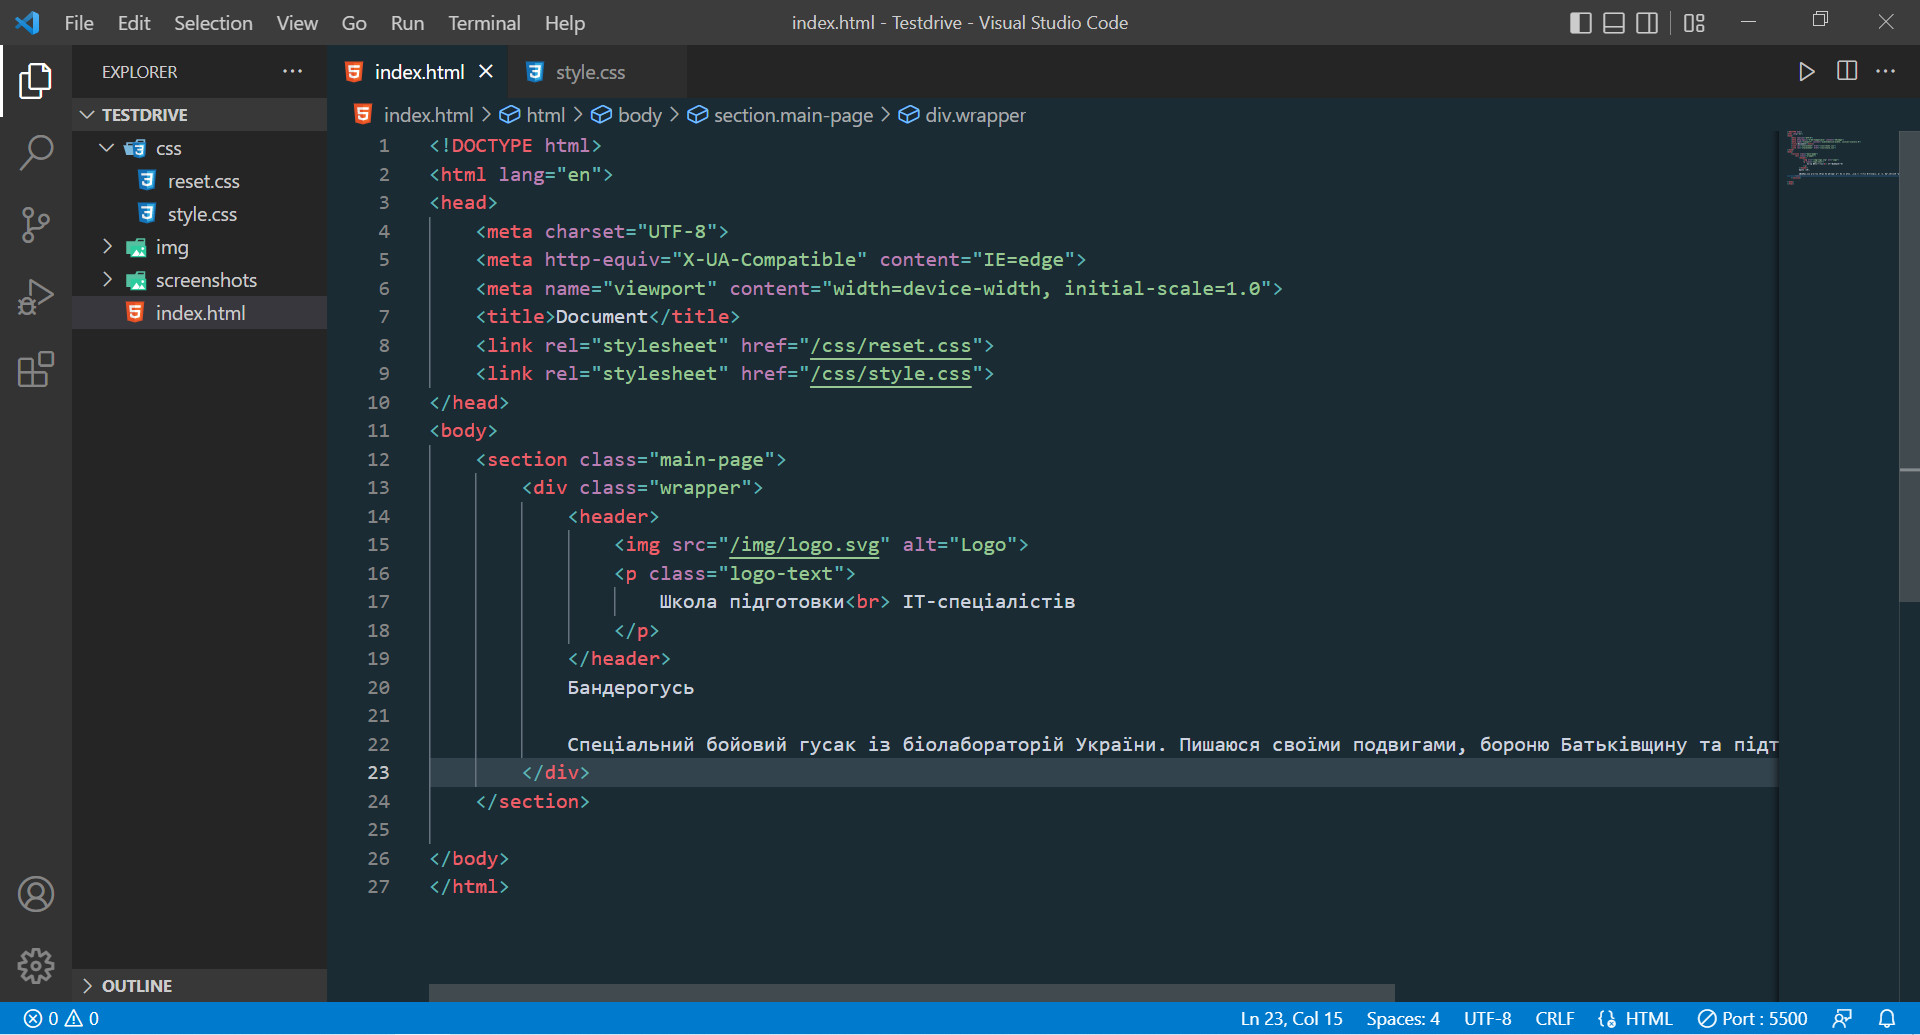 File Edit Selection View Go Run Terminal Help index.html - Testdrive - Visual Studio Code
EXPLORER
TESTDRIVE
css
reset.css
style.css
img
screenshots
index.html
OUTLINE
index.html style.css
index.html > html > body > section.main-page > div.wrapper
1 <!DOCTYPE html>
2 <html lang="en">
3 <head>
4 <meta charset="UTF-8">
5 <meta http-equiv="X-UA-Compatible" content="IE=edge">
6 <meta name="viewport" content="width=device-width, initial-scale=1.0">
7 <title>Document</title>
8 <link rel="stylesheet" href="/css/reset.css">
9 <link rel="stylesheet" href="/css/style.css">
10 </head>
11 <body>
12 <section class="main-page">
13 <div class="wrapper">
14 <header>
15 <img src="/img/logo.svg" alt="Logo">
16 <p class="logo-text">
17 Школа підготовки<br> IT-спеціалістів
18 </p>
19 </header>
20 Бандерогусь
21
22 Спеціальний бойовий гусак із біолабораторій України. Пишаюся своїми подвигами, бороню Батьківщину та підт
23 </div>
24 </section>
25
26 </body>
27 </html>
0 0 Ln 23, Col 15 Spaces: 4 UTF-8 CRLF HTML Port : 5500